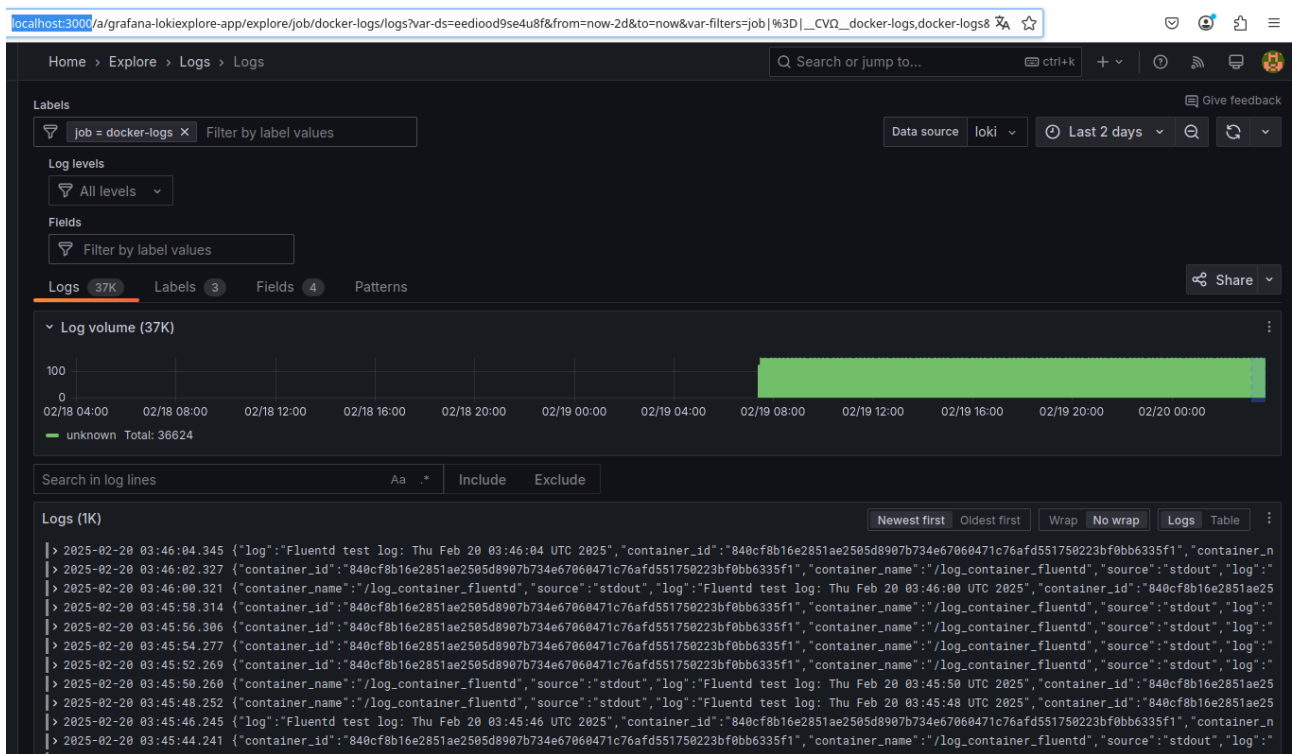 localhost:3000/a/grafana-lokiexplore-app/explore/job/docker-logs/logs?var-ds=eediood9se4u8f&from=now-2d&to=now&var-filters=job|%3D|__CVΩ__docker-logs,docker-logs&
Home > Explore > Logs > Logs
Search or jump to... ctrl+k
Give feedback
Labels
job = docker-logs × Filter by label values
Data source loki Last 2 days
Log levels
All levels
Fields
Filter by label values
Logs 37K Labels 3 Fields 4 Patterns
Share
Log volume (37K)
100
0
02/18 04:00 02/18 08:00 02/18 12:00 02/18 16:00 02/18 20:00 02/19 00:00 02/19 04:00 02/19 08:00 02/19 12:00 02/19 16:00 02/19 20:00 02/20 00:00
unknown Total: 36624
Search in log lines Aa .* Include Exclude
Logs (1K) Newest first Oldest first Wrap No wrap Logs Table
> 2025-02-20 03:46:04.345 {"log":"Fluentd test log: Thu Feb 20 03:46:04 UTC 2025","container_id":"840cf8b16e2851ae2505d8907b734e67060471c76afd551750223bf0bb6335f1","container_n
> 2025-02-20 03:46:02.327 {"container_id":"840cf8b16e2851ae2505d8907b734e67060471c76afd551750223bf0bb6335f1","container_name":"/log_container_fluentd","source":"stdout","log":"
> 2025-02-20 03:46:00.321 {"container_name":"/log_container_fluentd","source":"stdout","log":"Fluentd test log: Thu Feb 20 03:46:00 UTC 2025","container_id":"840cf8b16e2851ae25
> 2025-02-20 03:45:58.314 {"container_id":"840cf8b16e2851ae2505d8907b734e67060471c76afd551750223bf0bb6335f1","container_name":"/log_container_fluentd","source":"stdout","log":"
> 2025-02-20 03:45:56.306 {"container_id":"840cf8b16e2851ae2505d8907b734e67060471c76afd551750223bf0bb6335f1","container_name":"/log_container_fluentd","source":"stdout","log":"
> 2025-02-20 03:45:54.277 {"container_id":"840cf8b16e2851ae2505d8907b734e67060471c76afd551750223bf0bb6335f1","container_name":"/log_container_fluentd","source":"stdout","log":"
> 2025-02-20 03:45:52.269 {"container_id":"840cf8b16e2851ae2505d8907b734e67060471c76afd551750223bf0bb6335f1","container_name":"/log_container_fluentd","source":"stdout","log":"
> 2025-02-20 03:45:50.260 {"container_name":"/log_container_fluentd","source":"stdout","log":"Fluentd test log: Thu Feb 20 03:45:50 UTC 2025","container_id":"840cf8b16e2851ae25
> 2025-02-20 03:45:48.252 {"container_name":"/log_container_fluentd","source":"stdout","log":"Fluentd test log: Thu Feb 20 03:45:48 UTC 2025","container_id":"840cf8b16e2851ae25
> 2025-02-20 03:45:46.245 {"log":"Fluentd test log: Thu Feb 20 03:45:46 UTC 2025","container_id":"840cf8b16e2851ae2505d8907b734e67060471c76afd551750223bf0bb6335f1","container_n
> 2025-02-20 03:45:44.241 {"container_id":"840cf8b16e2851ae2505d8907b734e67060471c76afd551750223bf0bb6335f1","container_name":"/log_container_fluentd","source":"stdout","log":"